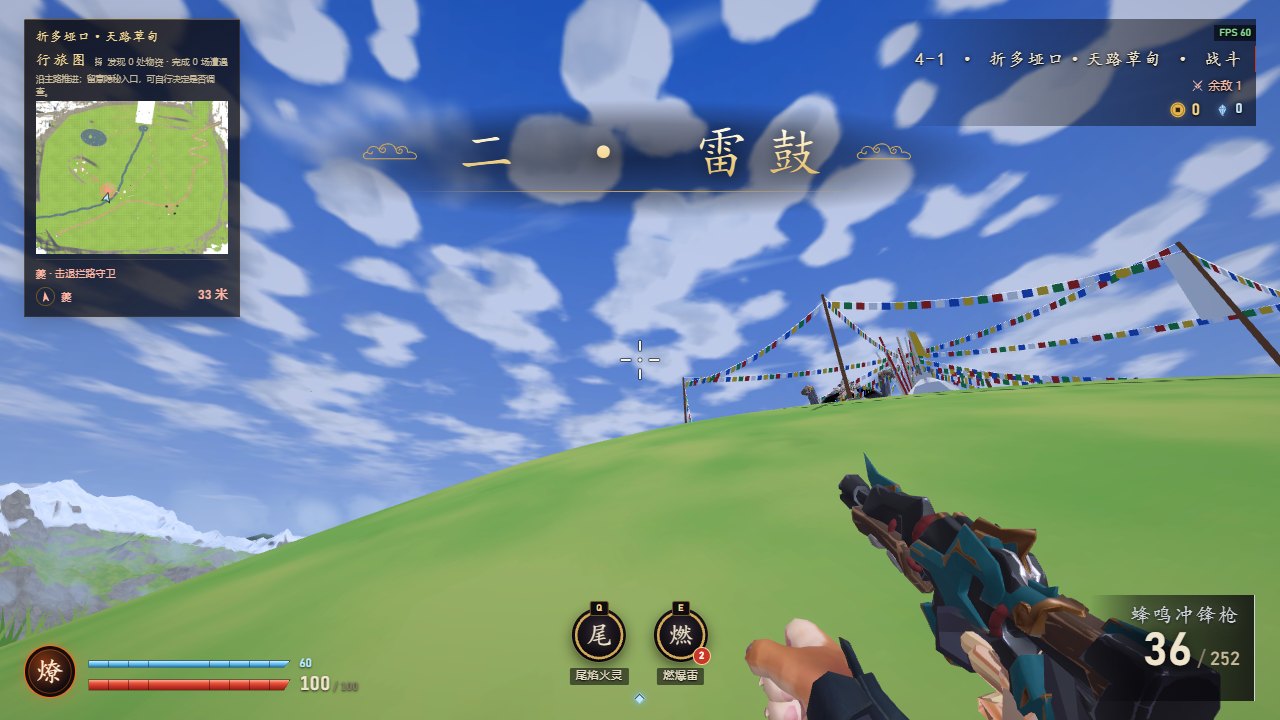 折多垭口·天路草甸
行旅图 发现 0 处物资·完成 0 场遭遇
沿主路推进；留意隐秘入口，可自行决定是否调查。
击退拦路守卫
33 米
二 · 雷鼓
FPS 60
4-1 · 折多垭口·天路草甸 · 战斗
余敌 1
0 0
燎
60
100 / 100
Q E
尾 燃
2
尾焰火灵 燃爆雷
蜂鸣冲锋枪
36 / 252